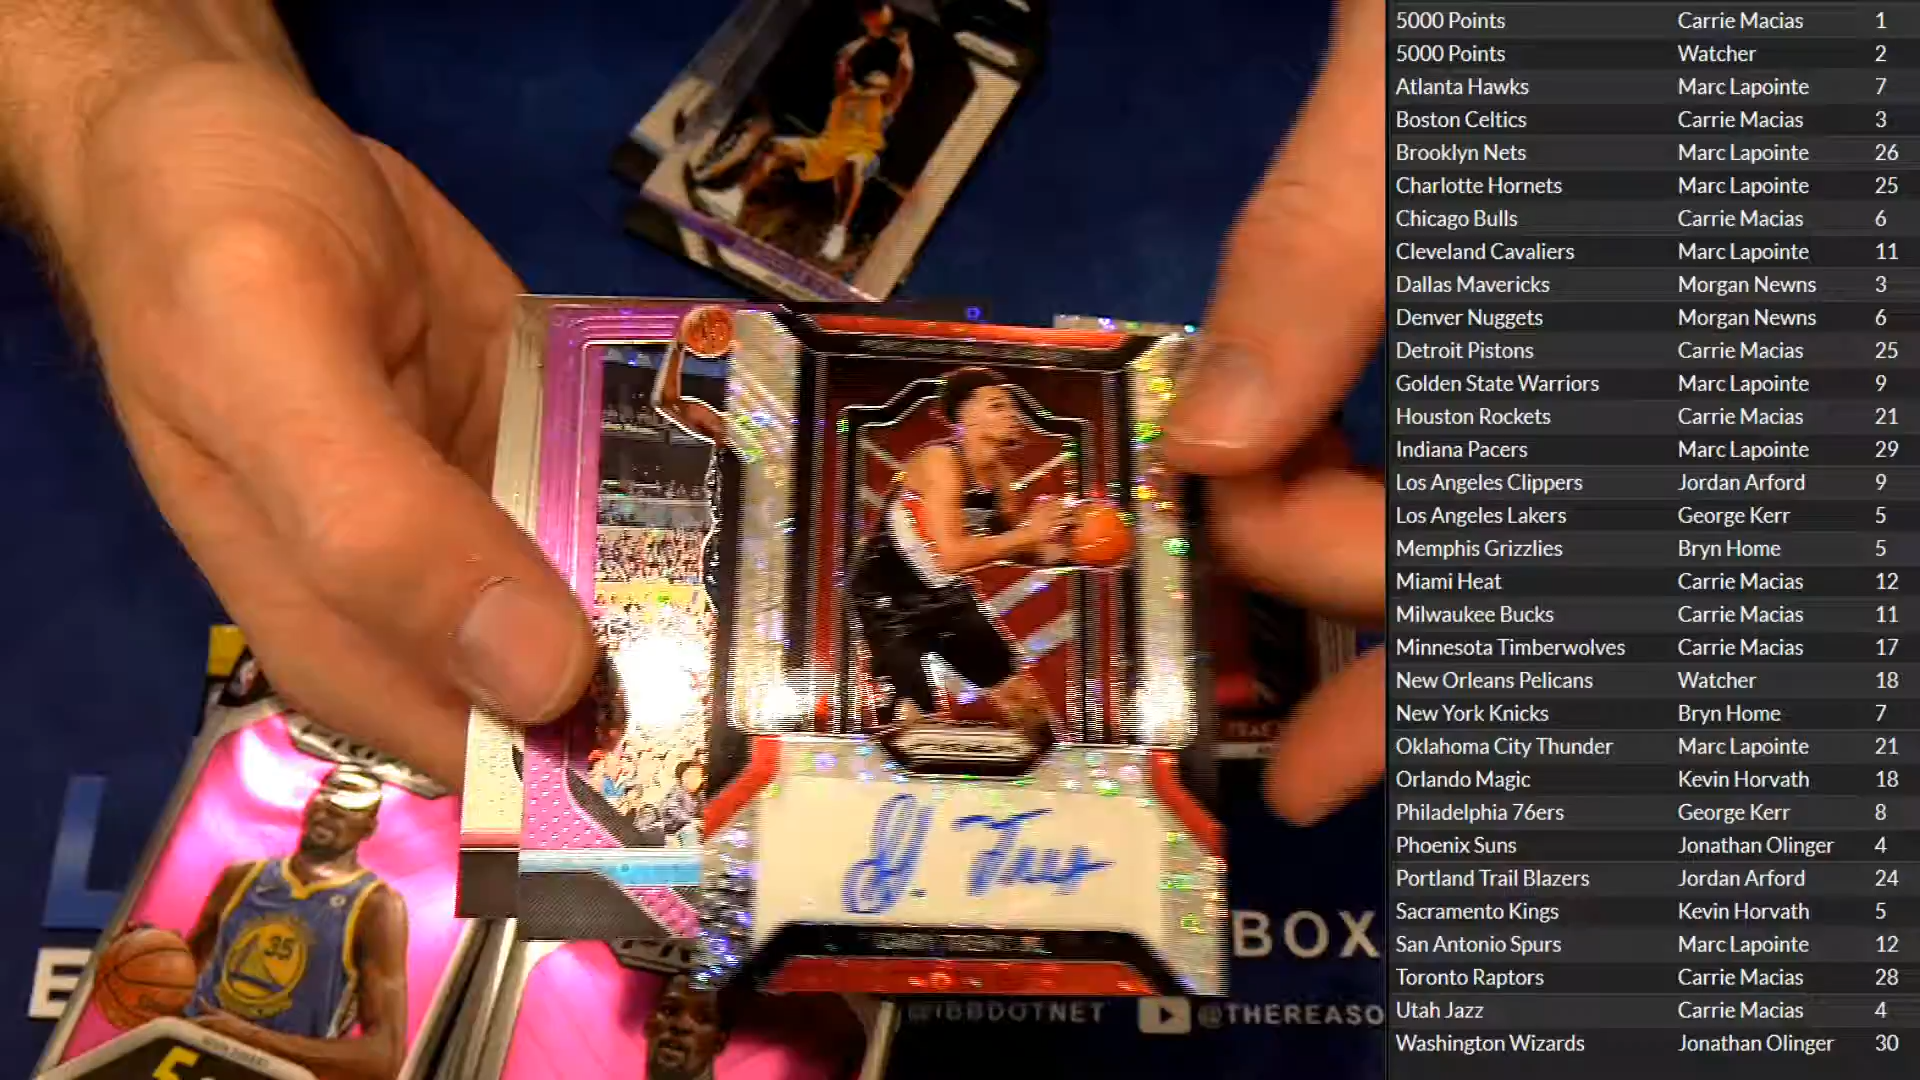 5000 Points Carrie Macias 1
5000 Points Watcher 2
Atlanta Hawks Marc Lapointe 7
Boston Celtics Carrie Macias 3
Brooklyn Nets Marc Lapointe 26
Charlotte Hornets Marc Lapointe 25
Chicago Bulls Carrie Macias 6
Cleveland Cavaliers Marc Lapointe 11
Dallas Mavericks Morgan Newns 3
Denver Nuggets Morgan Newns 6
Detroit Pistons Carrie Macias 25
Golden State Warriors Marc Lapointe 9
Houston Rockets Carrie Macias 21
Indiana Pacers Marc Lapointe 29
Los Angeles Clippers Jordan Arford 9
Los Angeles Lakers George Kerr 5
Memphis Grizzlies Bryn Home 5
Miami Heat Carrie Macias 12
Milwaukee Bucks Carrie Macias 11
Minnesota Timberwolves Carrie Macias 17
New Orleans Pelicans Watcher 18
New York Knicks Bryn Home 7
Oklahoma City Thunder Marc Lapointe 21
Orlando Magic Kevin Horvath 18
Philadelphia 76ers George Kerr 8
Phoenix Suns Jonathan Olinger 4
Portland Trail Blazers Jordan Arford 24
Sacramento Kings Kevin Horvath 5
San Antonio Spurs Marc Lapointe 12
Toronto Raptors Carrie Macias 28
Utah Jazz Carrie Macias 4
Washington Wizards Jonathan Olinger 30
35
BOX
@IBBDOTNET
@THEREASO